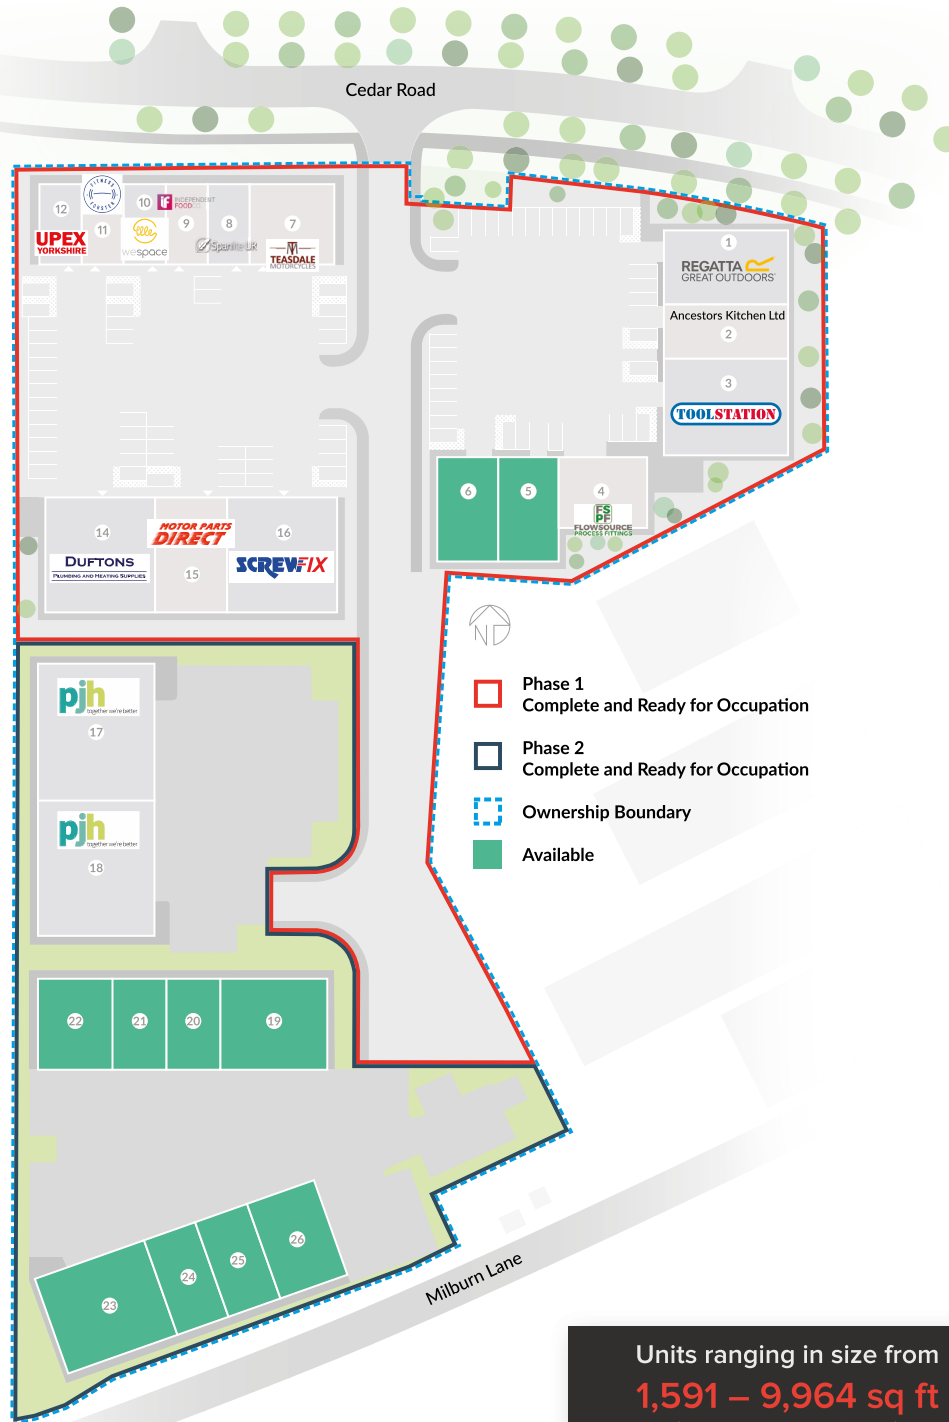 Cedar Road
FITNESS
FORSTER
12
11
10
9
8
7
UPEX
YORKSHIRE
wespace
if INDEPENDENT
FOOD
Spanlite UK
TEASDALE
MOTORCYCLES
1
REGATTA
GREAT OUTDOORS
Ancestors Kitchen Ltd
2
3
TOOLSTATION
6
5
4
FS
PF
FLOWSOURCE
PROCESS FITTINGS
14
DUFTONS
PLUMBING AND HEATING SUPPLIES
MOTOR PARTS
DIRECT
15
16
SCREWFIX
N
Phase 1
Complete and Ready for Occupation
Phase 2
Complete and Ready for Occupation
Ownership Boundary
Available
pjh
together we're better
17
pjh
together we're better
18
22
21
20
19
23
24
25
26
Milburn Lane
Units ranging in size from
1,591 – 9,964 sq ft